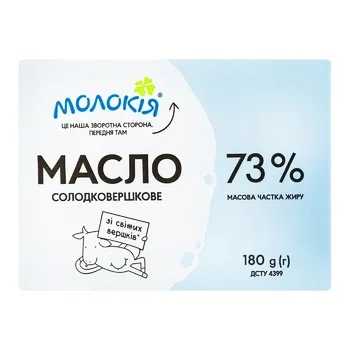 МОЛОКІЯ®
ЦЕ НАША ЗВОРОТНА СТОРОНА.
ПЕРЕДНЯ ТАМ
МАСЛО
СОЛОДКОВЕРШКОВЕ
73%
МАСОВА ЧАСТКА ЖИРУ
зі свіжих
вершків*
180 g (г)
ДСТУ 4399